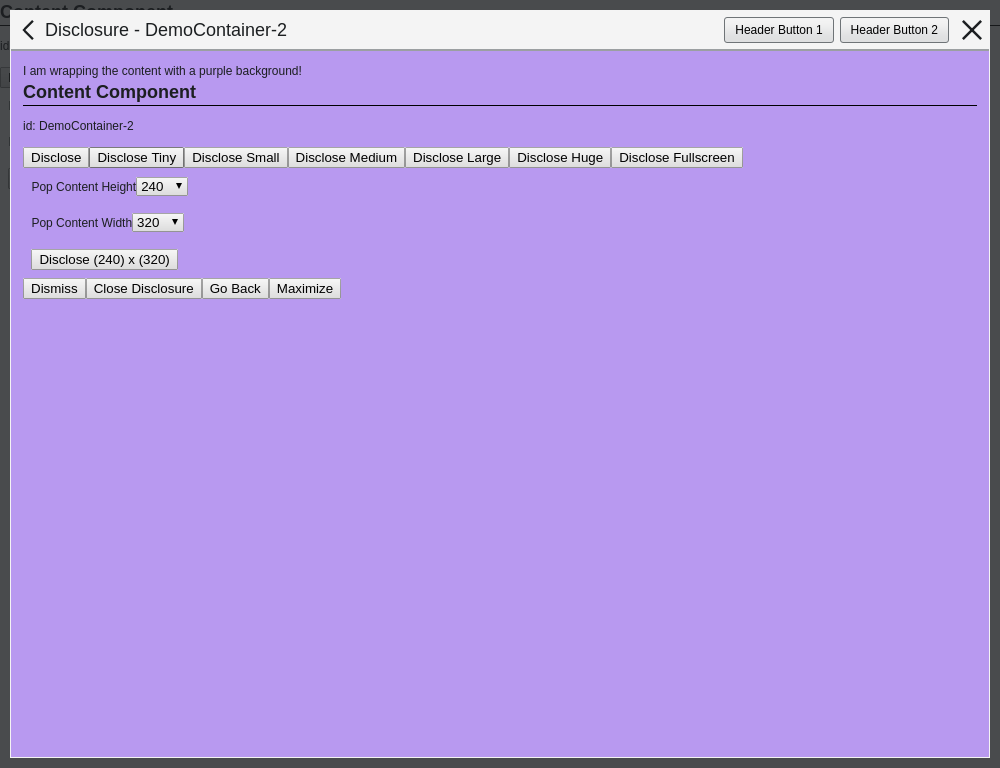 Disclosure - DemoContainer-2 Header Button 1 Header Button 2
I am wrapping the content with a purple background!
Content Component
id: DemoContainer-2
Disclose Disclose Tiny Disclose Small Disclose Medium Disclose Large Disclose Huge Disclose Fullscreen
Pop Content Height 240
Pop Content Width 320
Disclose (240) x (320)
Dismiss Close Disclosure Go Back Maximize